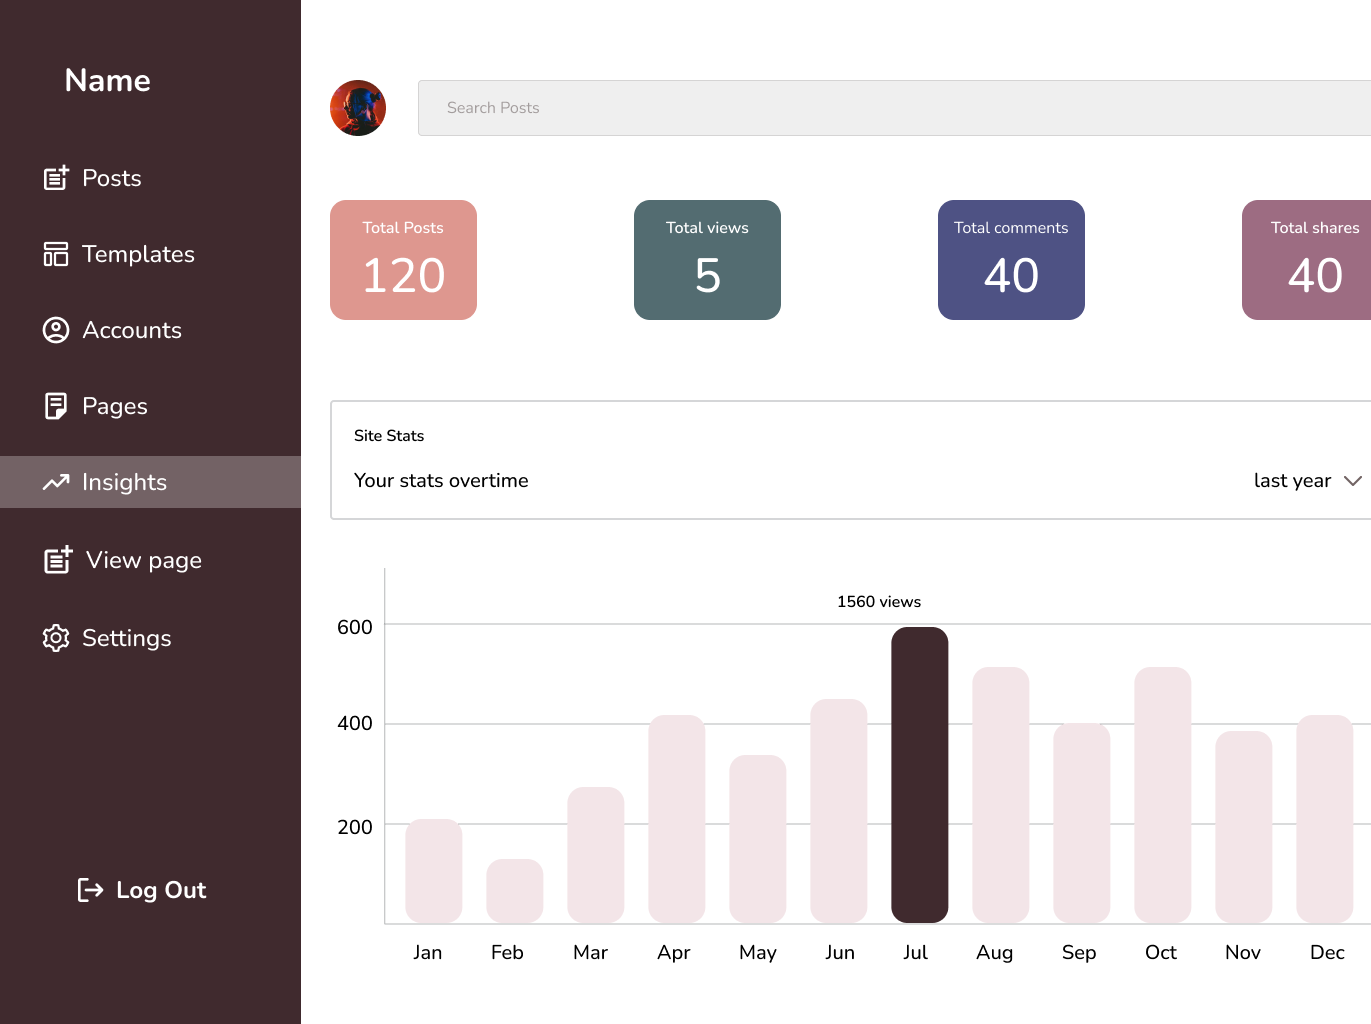 Name
Posts
Templates
Accounts
Pages
Insights
View page
Settings
Log Out
Search Posts
Total Posts
120
Total views
5
Total comments
40
Total shares
40
Site Stats
Your stats overtime
last year
1560 views
600
400
200
Jan Feb Mar Apr May Jun Jul Aug Sep Oct Nov Dec